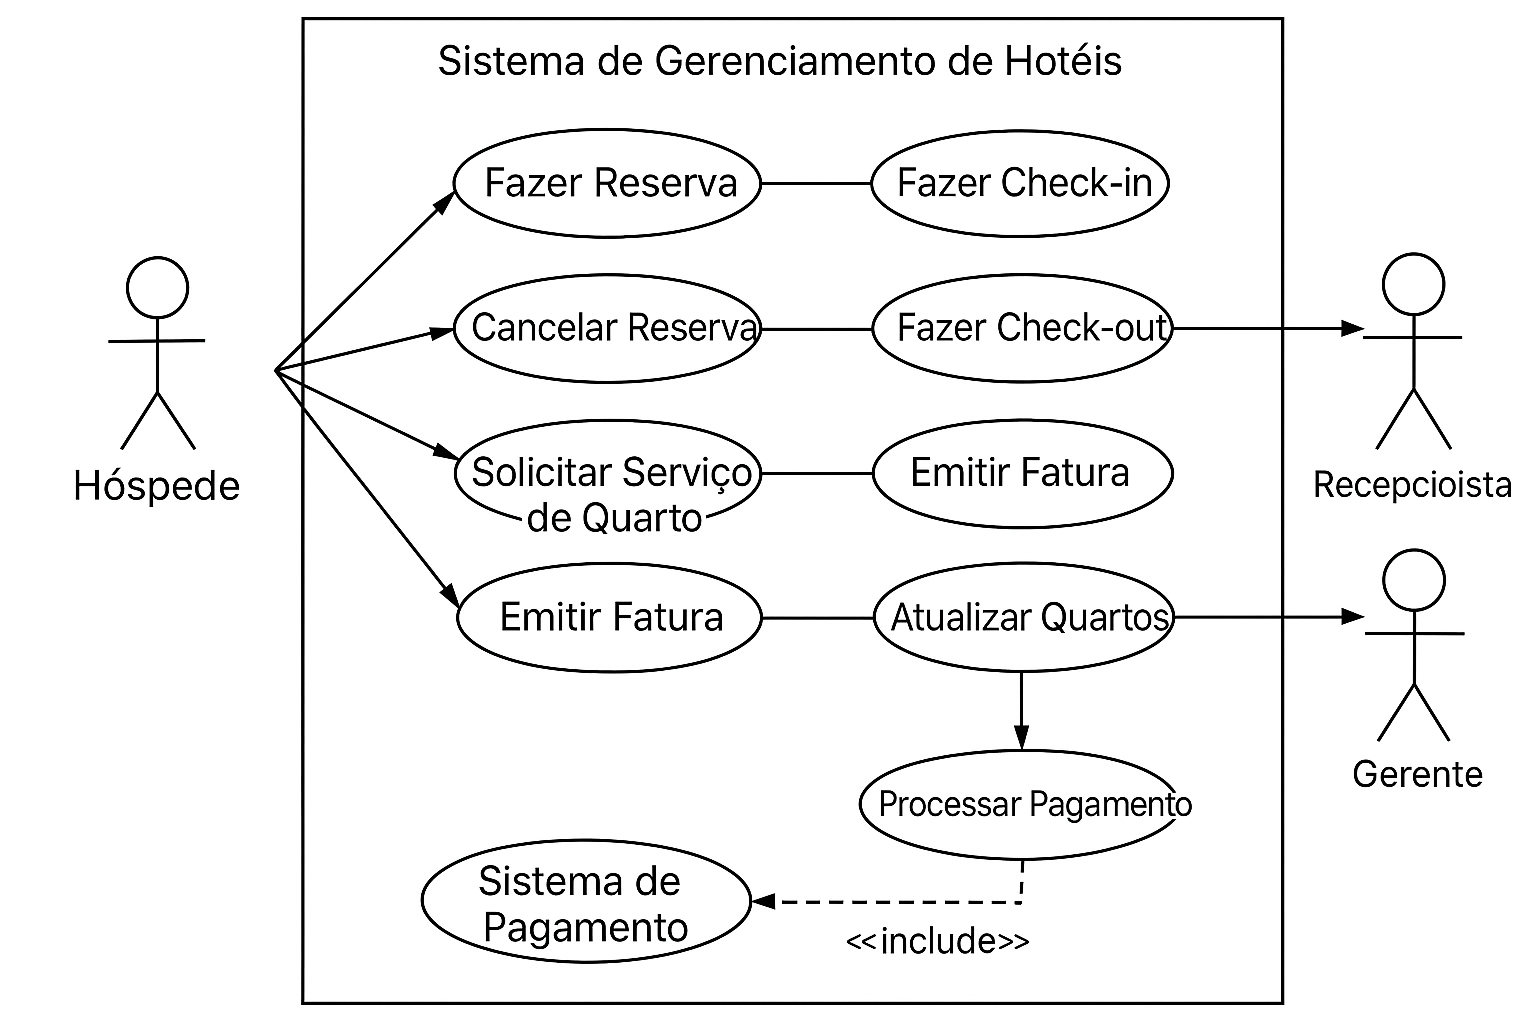 Sistema de Gerenciamento de Hotéis
Fazer Reserva
Fazer Check-in
Cancelar Reserva
Fazer Check-out
Hóspede
Solicitar Serviço
de Quarto
Emitir Fatura
Recepcioista
Emitir Fatura
Atualizar Quartos
Gerente
Processar Pagamento
Sistema de
Pagamento
<<include>>